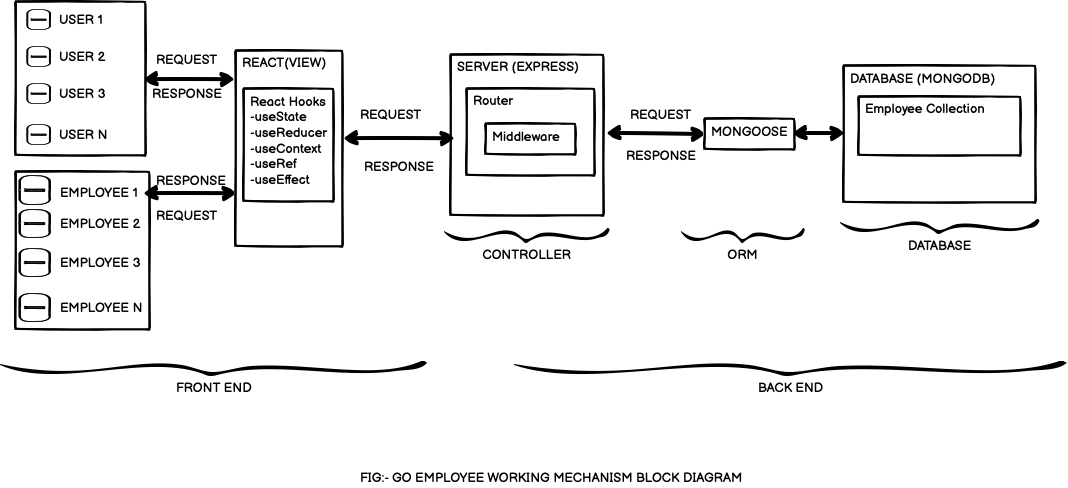 USER 1
USER 2
USER 3
USER N
REQUEST
RESPONSE
EMPLOYEE 1
EMPLOYEE 2
EMPLOYEE 3
EMPLOYEE N
RESPONSE
REQUEST
REACT(VIEW)
React Hooks
-useState
-useReducer
-useContext
-useRef
-useEffect
REQUEST
RESPONSE
SERVER (EXPRESS)
Router
Middleware
CONTROLLER
REQUEST
RESPONSE
MONGOOSE
ORM
DATABASE (MONGODB)
Employee Collection
DATABASE
FRONT END
BACK END
FIG:- GO EMPLOYEE WORKING MECHANISM BLOCK DIAGRAM